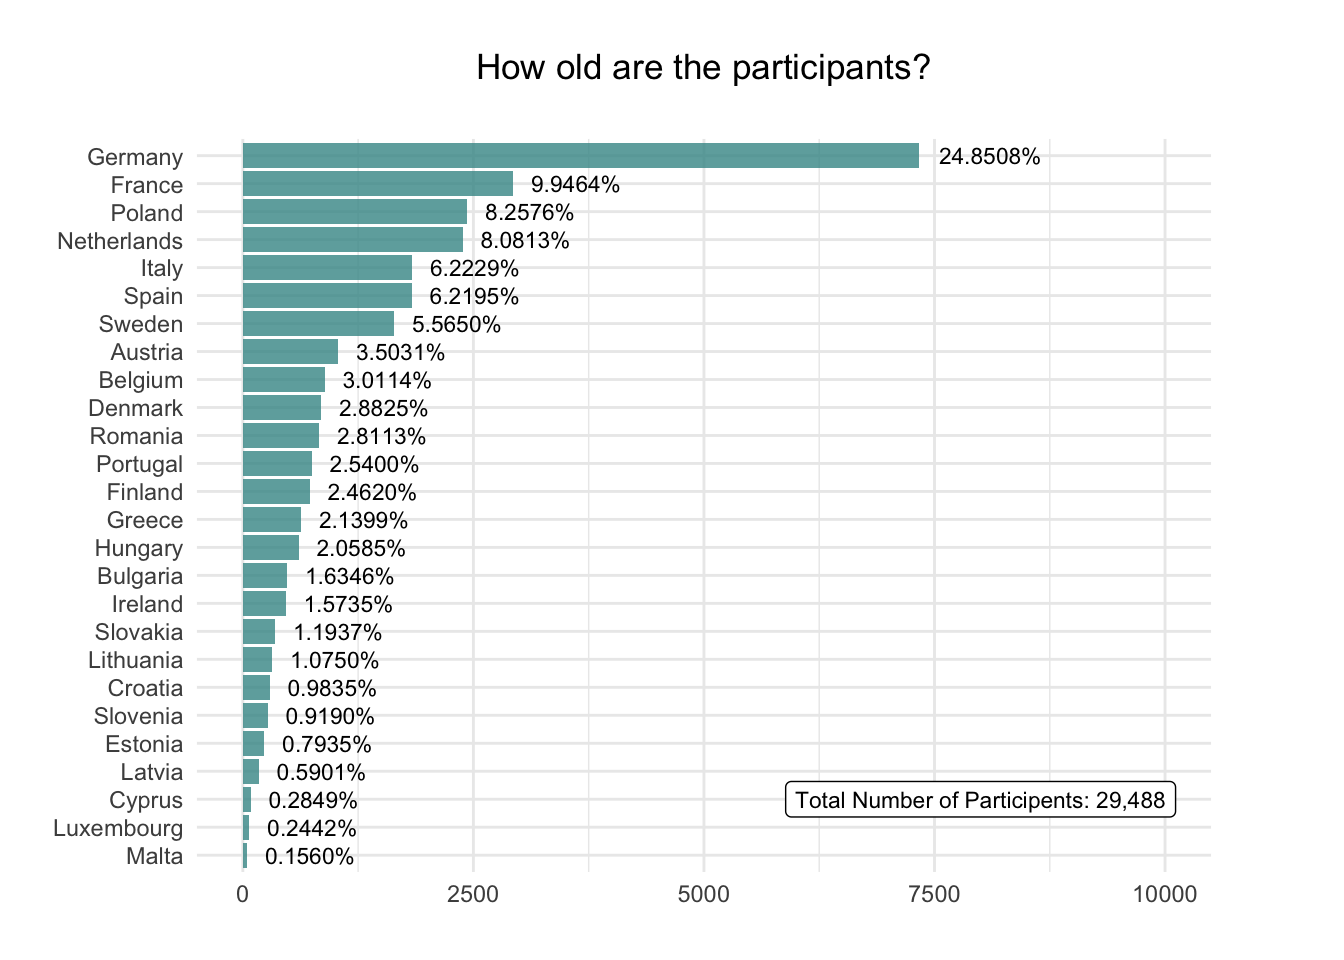 How old are the participants?
Germany 24.8508%
France 9.9464%
Poland 8.2576%
Netherlands 8.0813%
Italy 6.2229%
Spain 6.2195%
Sweden 5.5650%
Austria 3.5031%
Belgium 3.0114%
Denmark 2.8825%
Romania 2.8113%
Portugal 2.5400%
Finland 2.4620%
Greece 2.1399%
Hungary 2.0585%
Bulgaria 1.6346%
Ireland 1.5735%
Slovakia 1.1937%
Lithuania 1.0750%
Croatia 0.9835%
Slovenia 0.9190%
Estonia 0.7935%
Latvia 0.5901%
Cyprus 0.2849% Total Number of Participents: 29,488
Luxembourg 0.2442%
Malta 0.1560%
0 2500 5000 7500 10000